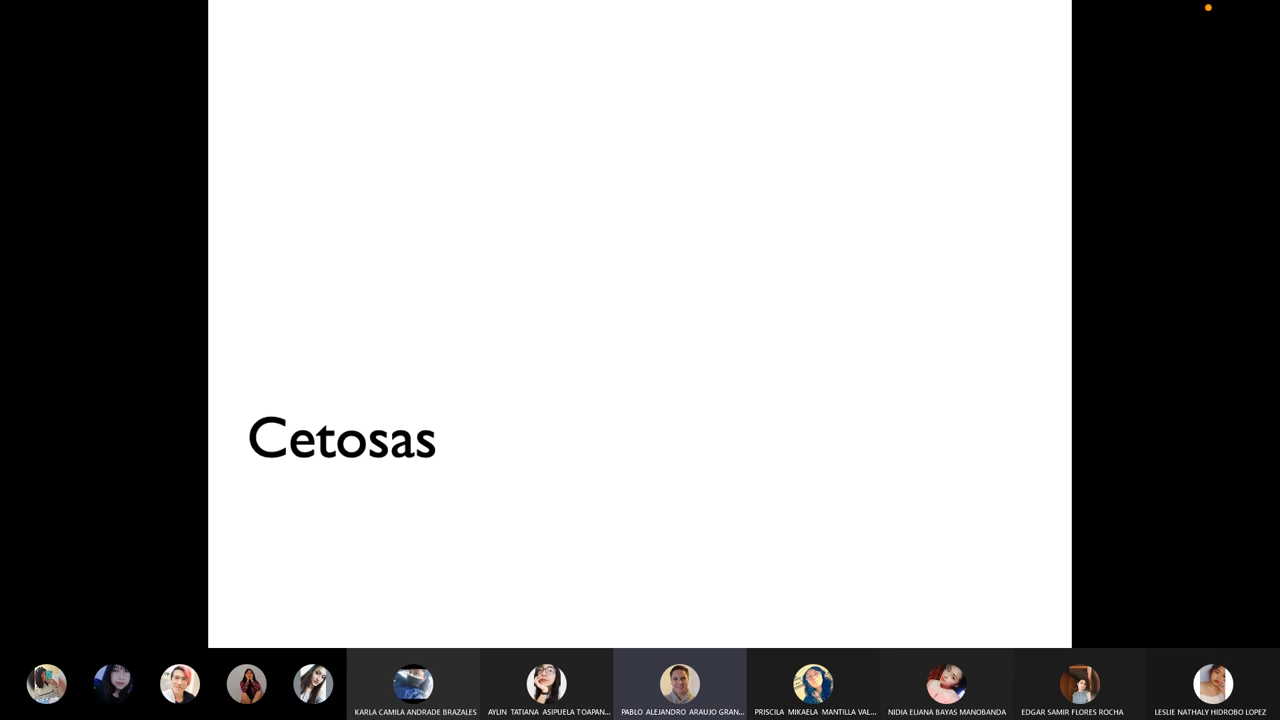 Cetosas
KARLA CAMILA ANDRADE BRAZALES
AYLIN TATIANA ASIPUELA TOAPAN...
PABLO ALEJANDRO ARAUJO GRAN...
PRISCILA MIKAELA MANTILLA VAL...
NIDIA ELIANA BAYAS MANOBANDA
EDGAR SAMIR FLORES ROCHA
LESLIE NATHALY HIDROBO LOPEZ